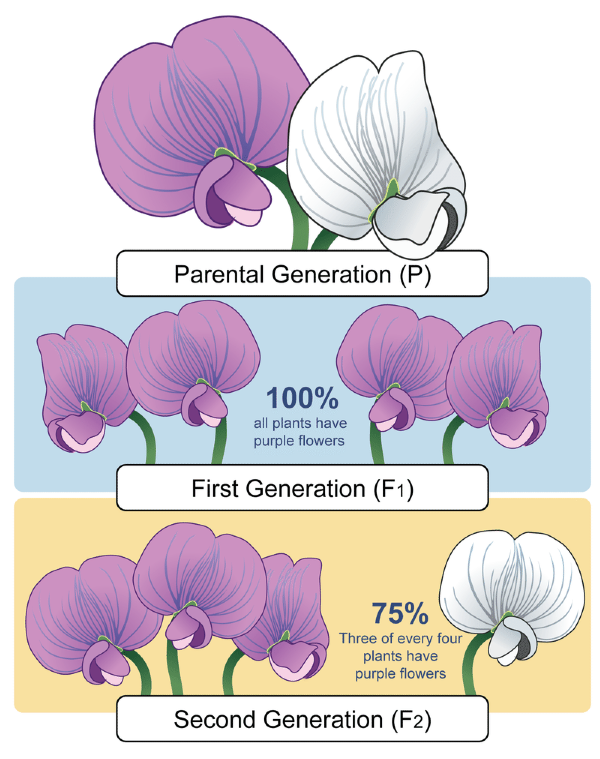 Parental Generation (P)
100%
all plants have
purple flowers
First Generation (F1)
75%
Three of every four
plants have
purple flowers
Second Generation (F2)